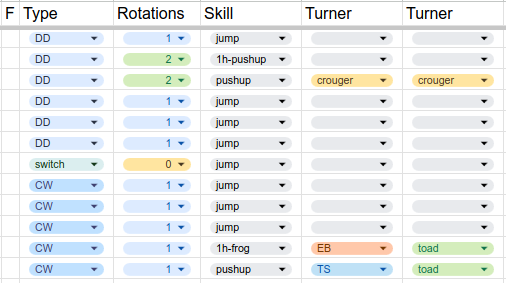 F Type Rotations Skill Turner Turner
DD 1 jump
DD 2 1h-pushup
DD 2 pushup crouger crouger
DD 1 jump
DD 1 jump
DD 1 jump
switch 0 jump
CW 1 jump
CW 1 jump
CW 1 jump
CW 1 1h-frog EB toad
CW 1 pushup TS toad